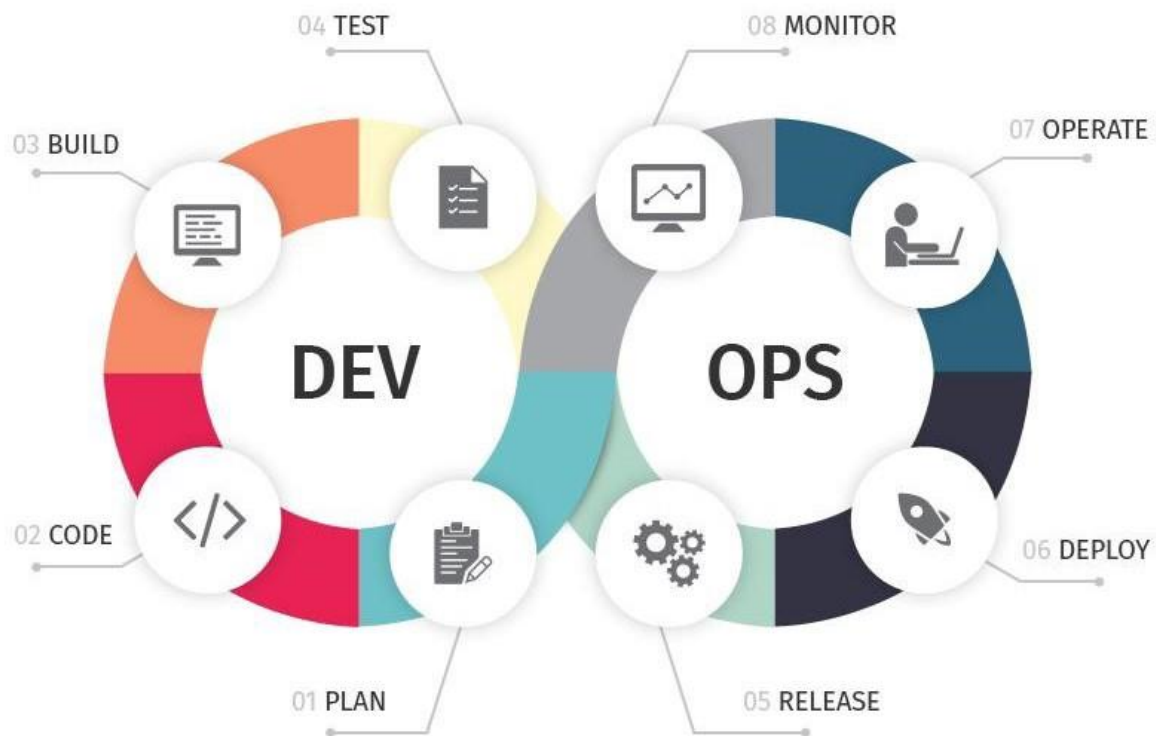 04 TEST
08 MONITOR
03 BUILD
07 OPERATE
DEV
OPS
</>
02 CODE
06 DEPLOY
01 PLAN
05 RELEASE